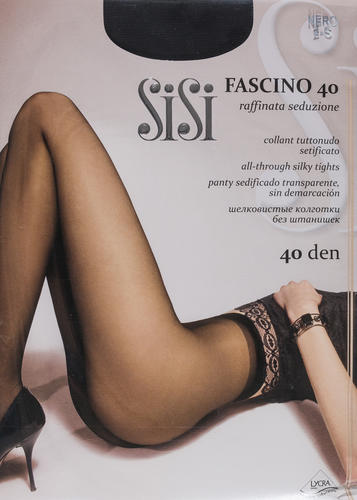 NERO
2-S
SiSi
FASCINO 40
raffinata seduzione
collant tuttonudo
setificato
all-through silky tights
panty sedificado transparente,
sin demarcación
шелковистые колготки
без штанишек
40 den
LYCRA